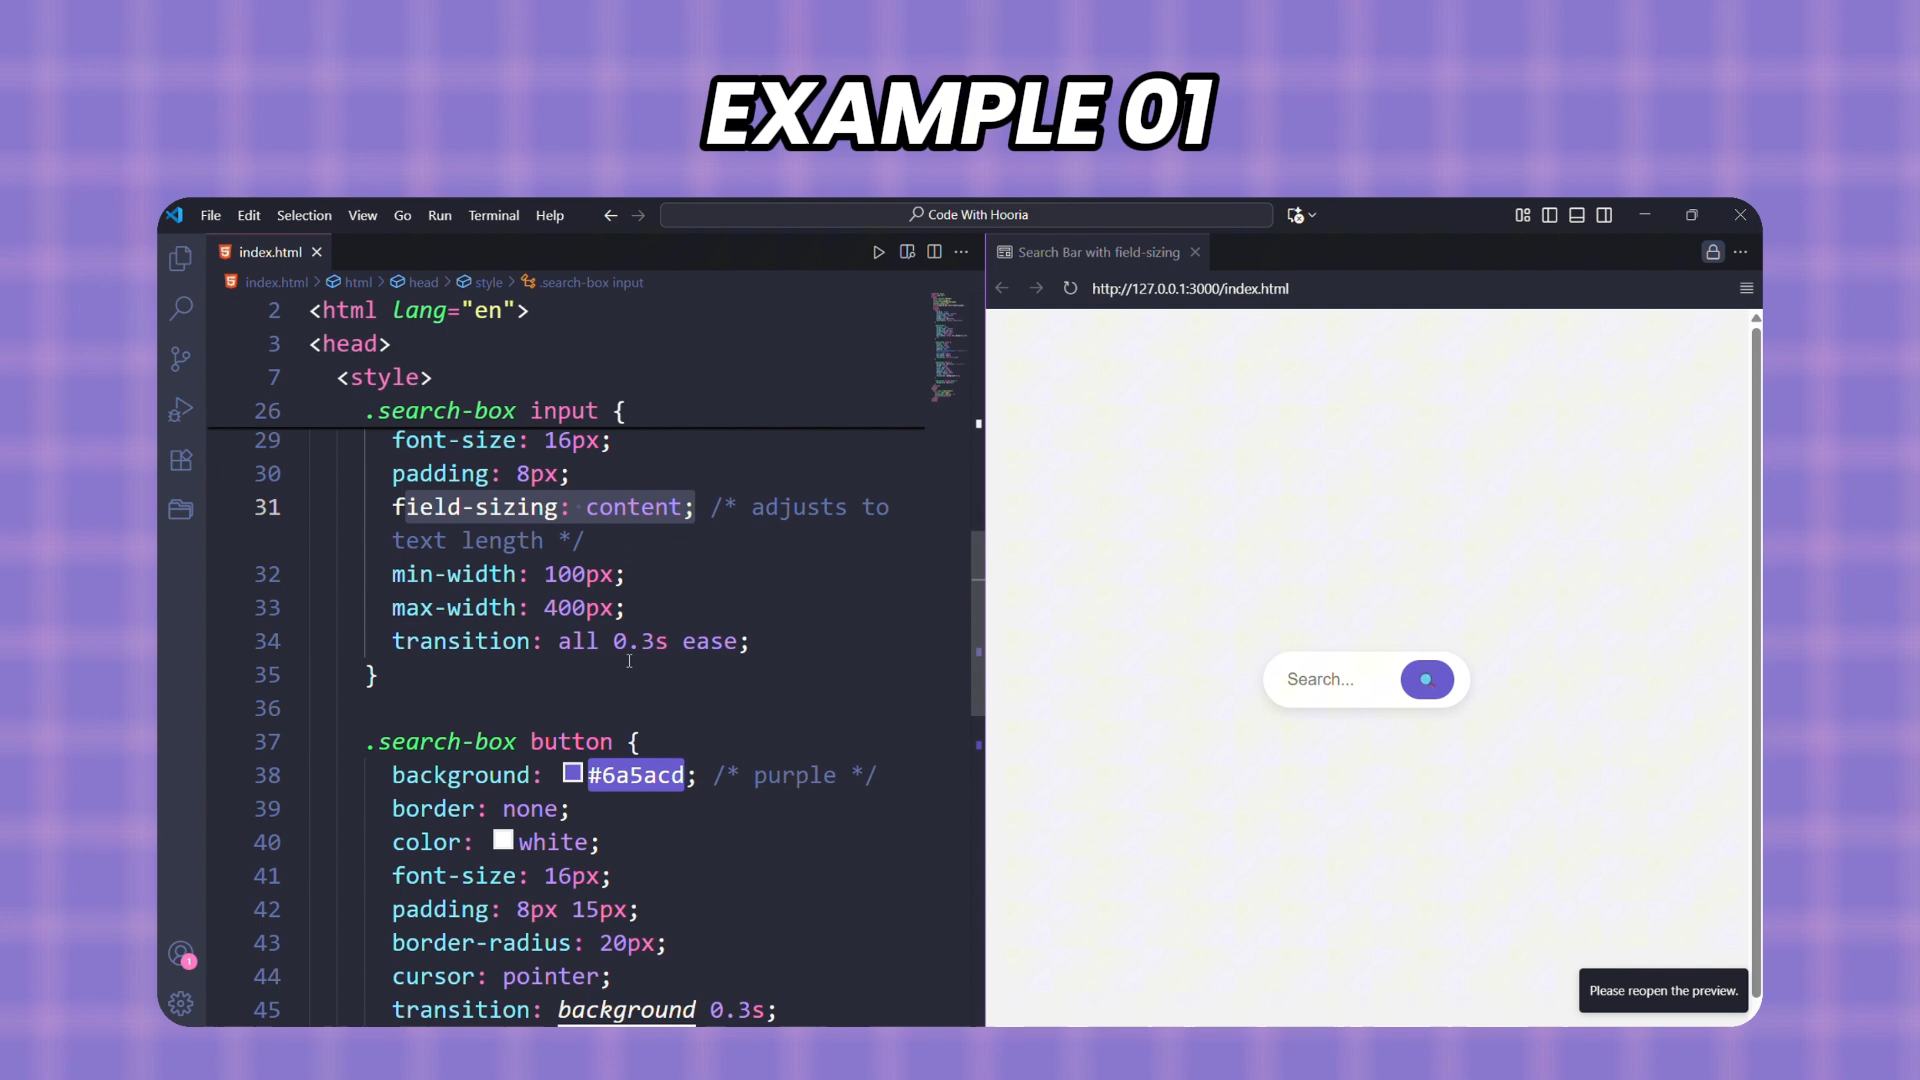 EXAMPLE 01
File Edit Selection View Go Run Terminal Help
Code With Hooria
index.html
index.html > html > head > style > .search-box input
2 <html lang="en">
3 <head>
7 <style>
26 .search-box input {
29 font-size: 16px;
30 padding: 8px;
31 field-sizing: content; /* adjusts to
text length */
32 min-width: 100px;
33 max-width: 400px;
34 transition: all 0.3s ease;
35 }
36
37 .search-box button {
38 background: #6a5acd; /* purple */
39 border: none;
40 color: white;
41 font-size: 16px;
42 padding: 8px 15px;
43 border-radius: 20px;
44 cursor: pointer;
45 transition: background 0.3s;
1
Search Bar with field-sizing
http://127.0.0.1:3000/index.html
Search...
Please reopen the preview.